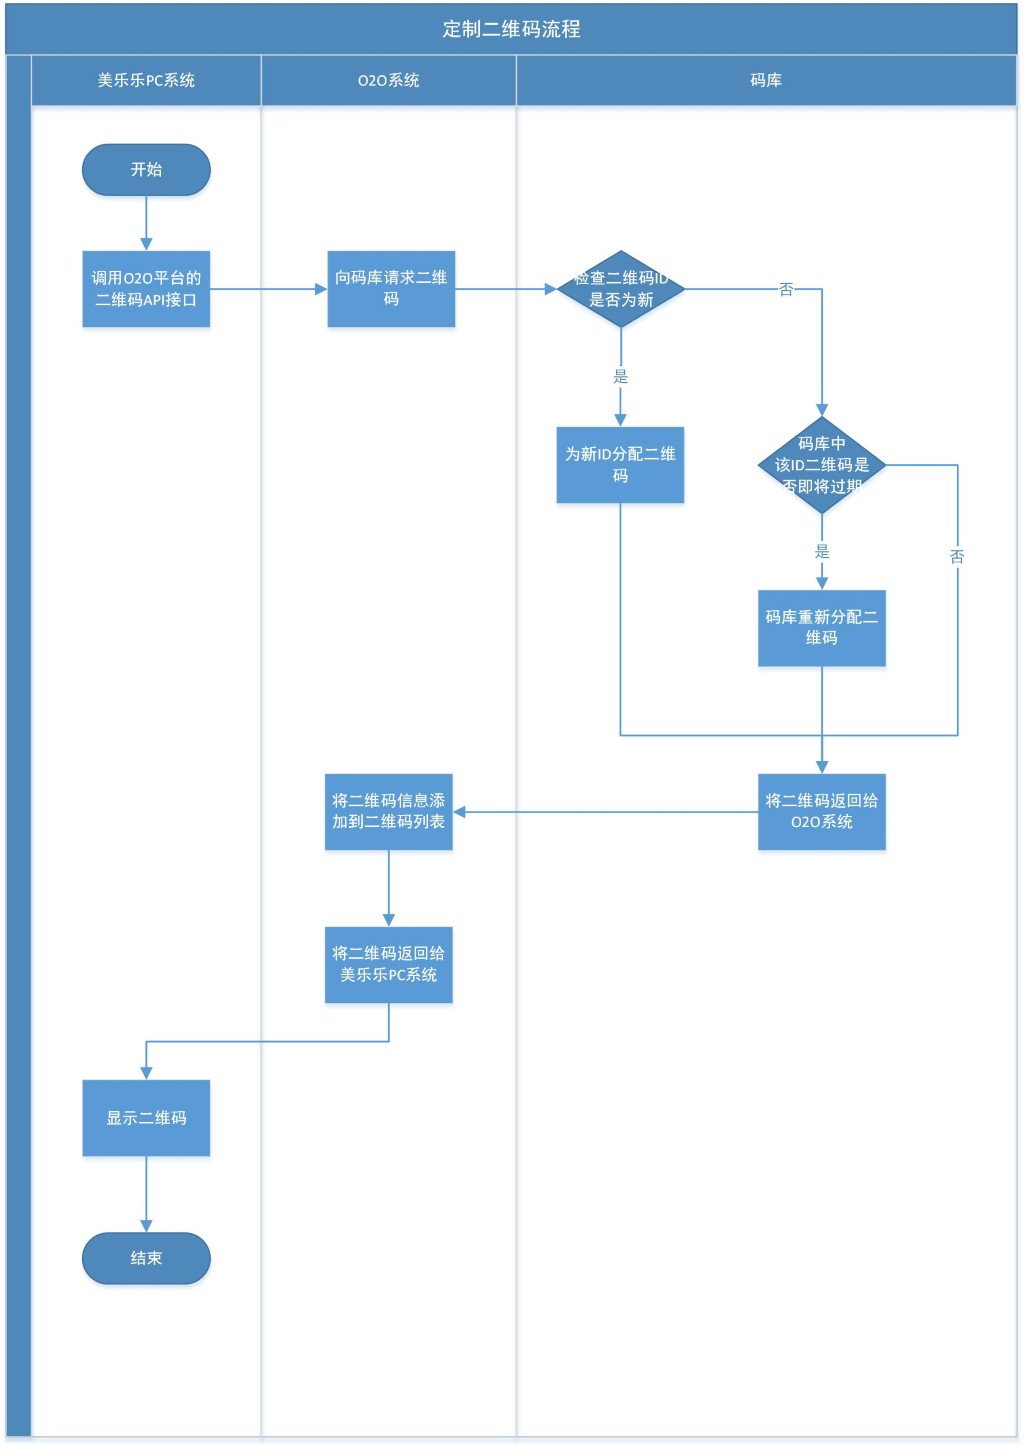 定制二维码流程
美乐乐PC系统
O2O系统
码库
开始
调用O2O平台的
二维码API接口
向码库请求二维
码
检查二维码ID
是否为新
否
是
为新ID分配二维
码
码库中
该ID二维码是
否即将过期
是
否
码库重新分配二
维码
将二维码信息添
加到二维码列表
将二维码返回给
O2O系统
将二维码返回给
美乐乐PC系统
显示二维码
结束